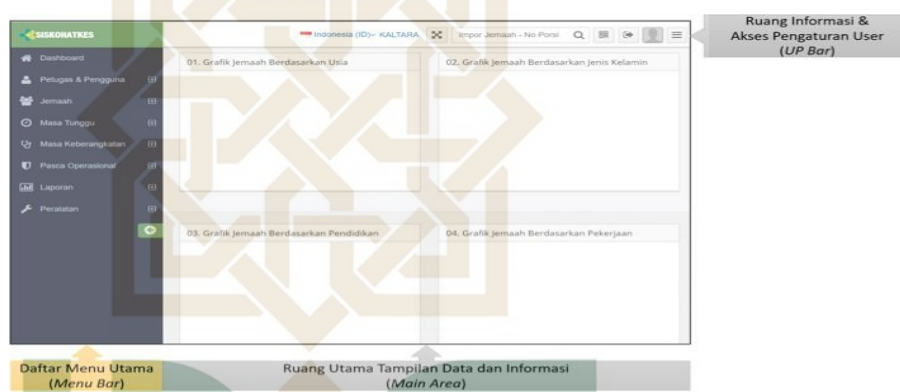 SISKOHATKES
Indonesia (ID)~ KALTARA
Impor Jemaah - No Porsi
Ruang Informasi &
Akses Pengaturan User
(UP Bar)
Dashboard
Petugas & Pengguna
Jemaah
Masa Tunggu
Masa Keberangkatan
Pasca Operasional
Laporan
Peralatan
01. Grafik Jemaah Berdasarkan Usia
02. Grafik Jemaah Berdasarkan Jenis Kelamin
03. Grafik Jemaah Berdasarkan Pendidikan
04. Grafik Jemaah Berdasarkan Pekerjaan
Daftar Menu Utama
(Menu Bar)
Ruang Utama Tampilan Data dan Informasi
(Main Area)